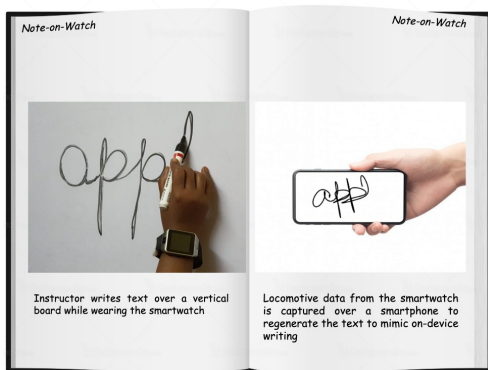 Note-on-Watch
appl
Instructor writes text over a vertical
board while wearing the smartwatch
Note-on-Watch
appl
Locomotive data from the smartwatch
is captured over a smartphone to
regenerate the text to mimic on-device
writing